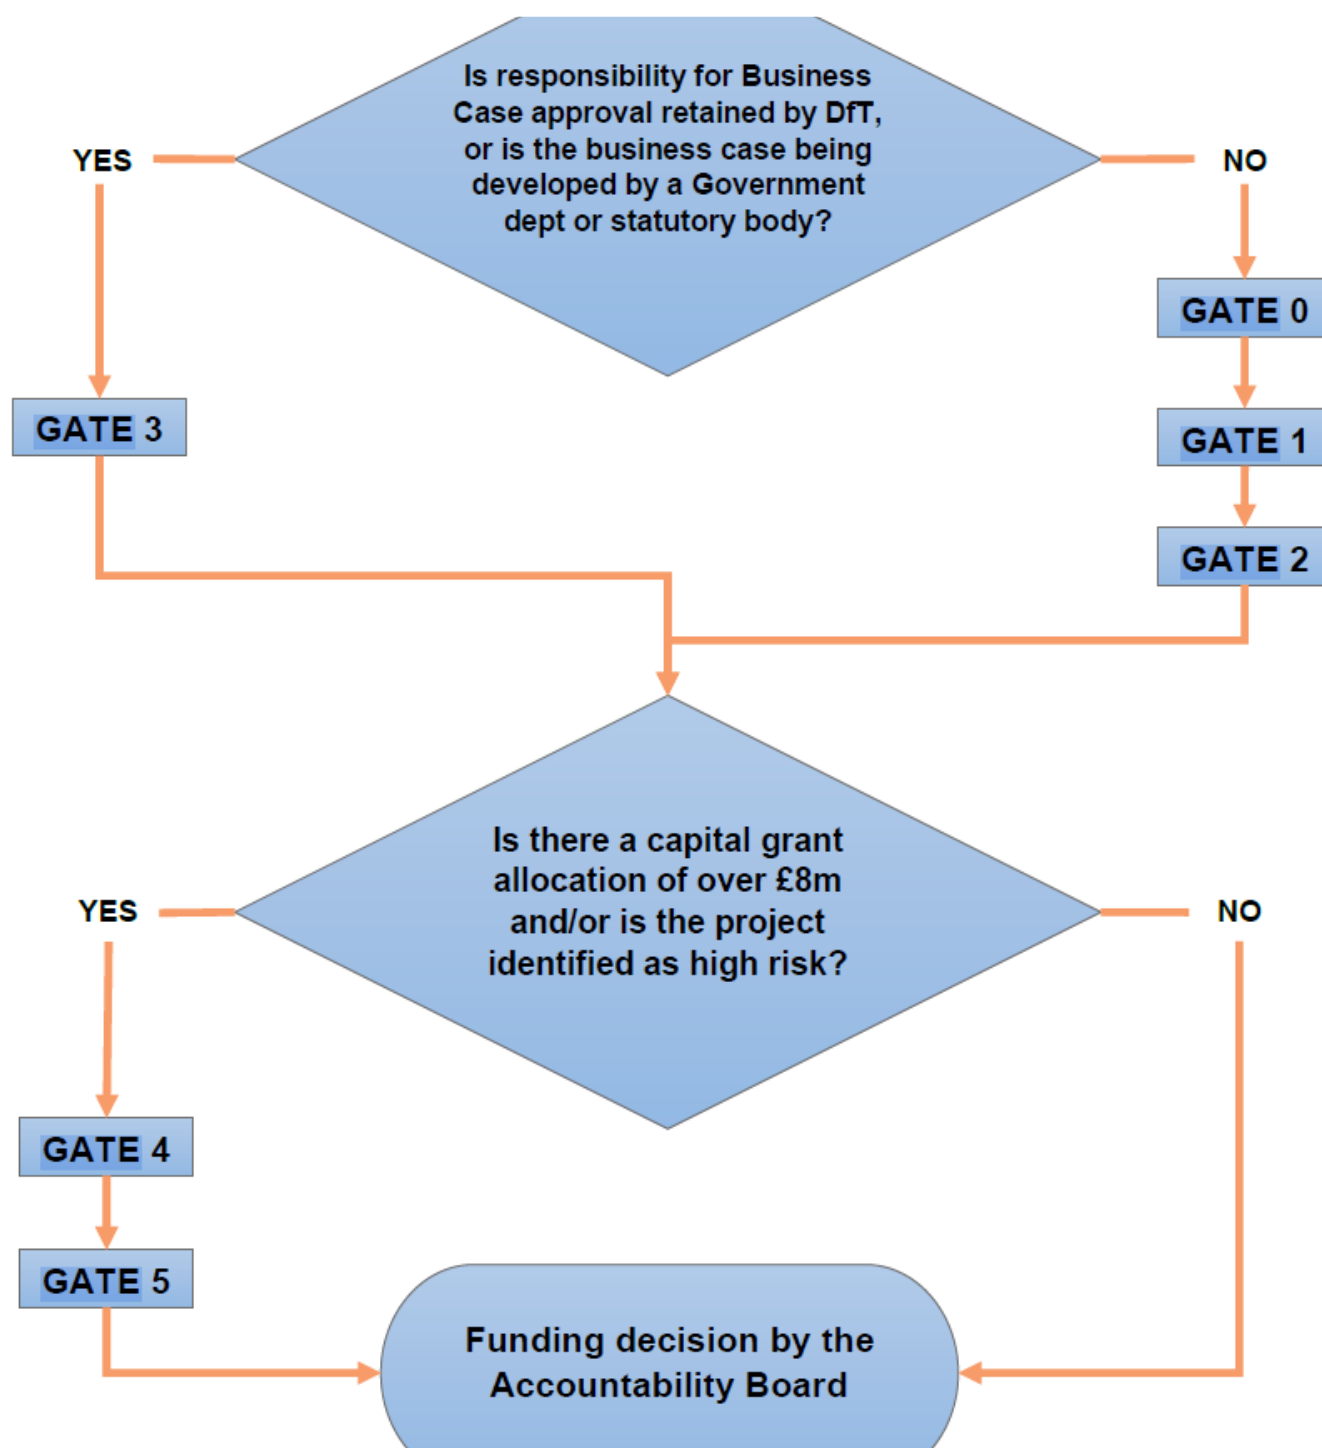 Is responsibility for Business
Case approval retained by DfT,
or is the business case being
developed by a Government
dept or statutory body?
YES
NO
GATE 0
GATE 3
GATE 1
GATE 2
Is there a capital grant
allocation of over £8m
and/or is the project
identified as high risk?
YES
NO
GATE 4
GATE 5
Funding decision by the
Accountability Board